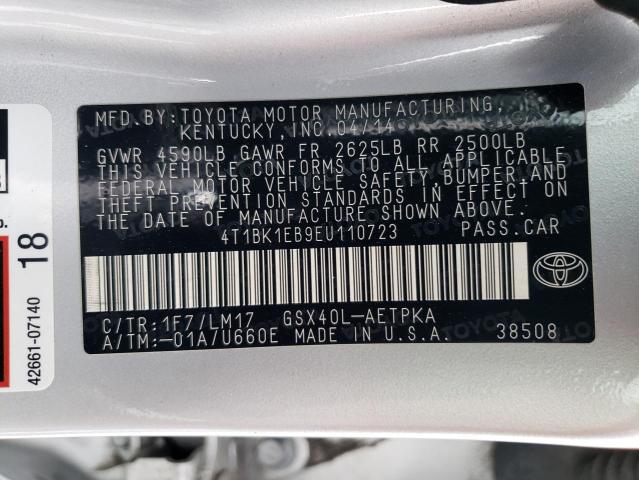 MFD.BY:TOYOTA MOTOR MANUFACTURING,
KENTUCKY,INC.04/14
GVWR 4590LB GAWR FR 2625LB RR 2500LB
THIS VEHICLE CONFORMS TO ALL APPLICABLE
FEDERAL MOTOR VEHICLE SAFETY, BUMPER,AND
THEFT PREVENTION STANDARDS IN EFFECT ON
THE DATE OF MANUFACTURE SHOWN ABOVE.
4T1BK1EB9EU110723 PASS.CAR
C/TR:1F7/LM17 GSX40L-AETPKA
A/TM:-01A/U660E MADE IN U.S.A. 38508
TOYOTA
42661-07140
18